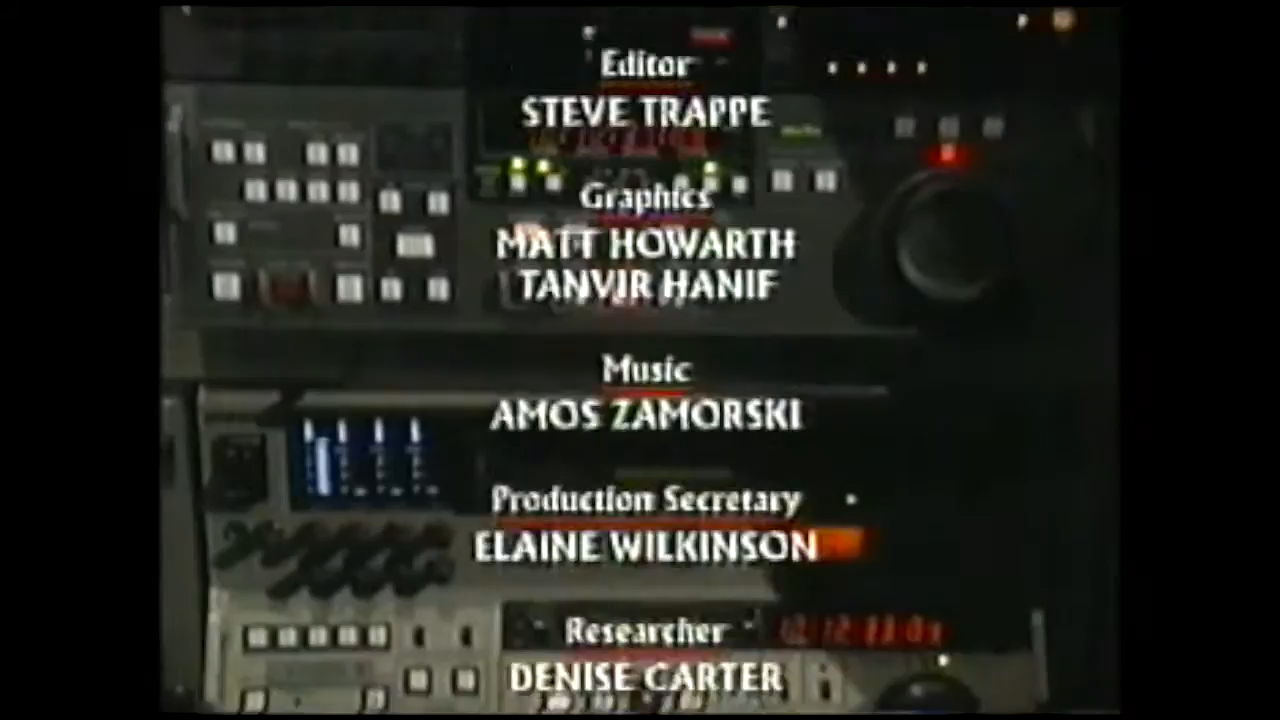 Editor
STEVE TRAPPE
Graphics
MATT HOWARTH
TANVIR HANIF
Music
AMOS ZAMORSKI
Production Secretary
ELAINE WILKINSON
Researcher
DENISE CARTER